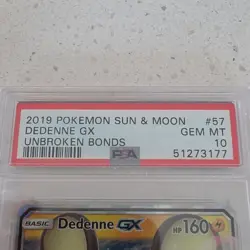 2019 POKEMON SUN & MOON #57
DEDENNE GX GEM MT
UNBROKEN BONDS 10
51273177
PSA
BASIC Dedenne GX HP 160